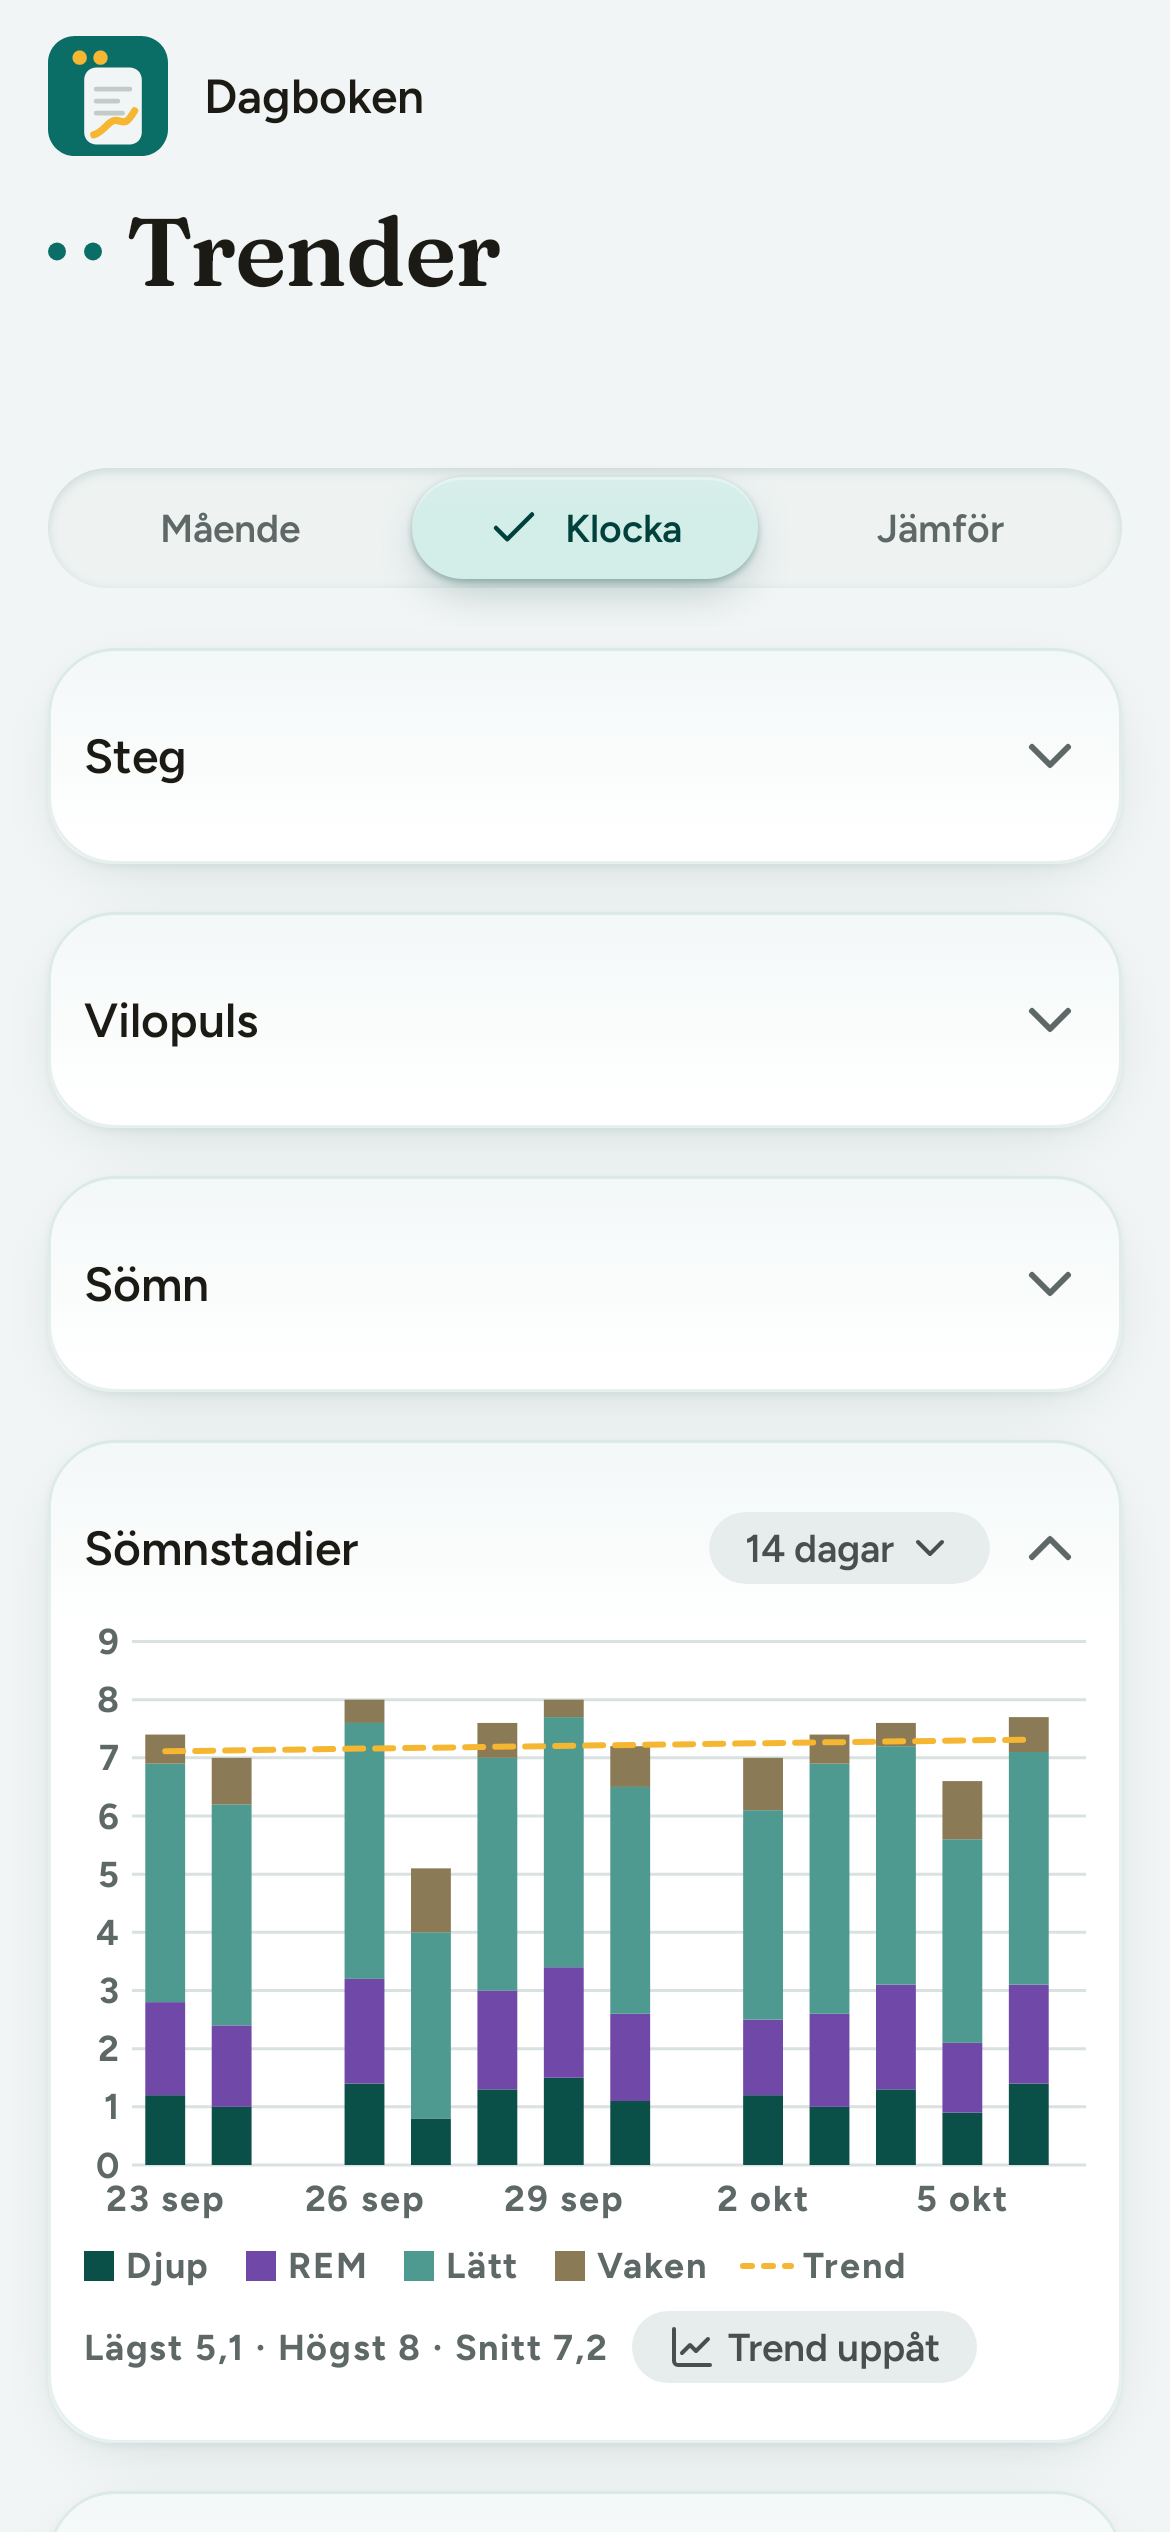 Dagboken
Trender
Mående
Klocka
Jämför
Steg
Vilopuls
Sömn
Sömnstadier
14 dagar
9
8
7
6
5
4
3
2
1
0
23 sep 26 sep 29 sep 2 okt 5 okt
Djup REM Lätt Vaken Trend
Lägst 5,1 · Högst 8 · Snitt 7,2
Trend uppåt